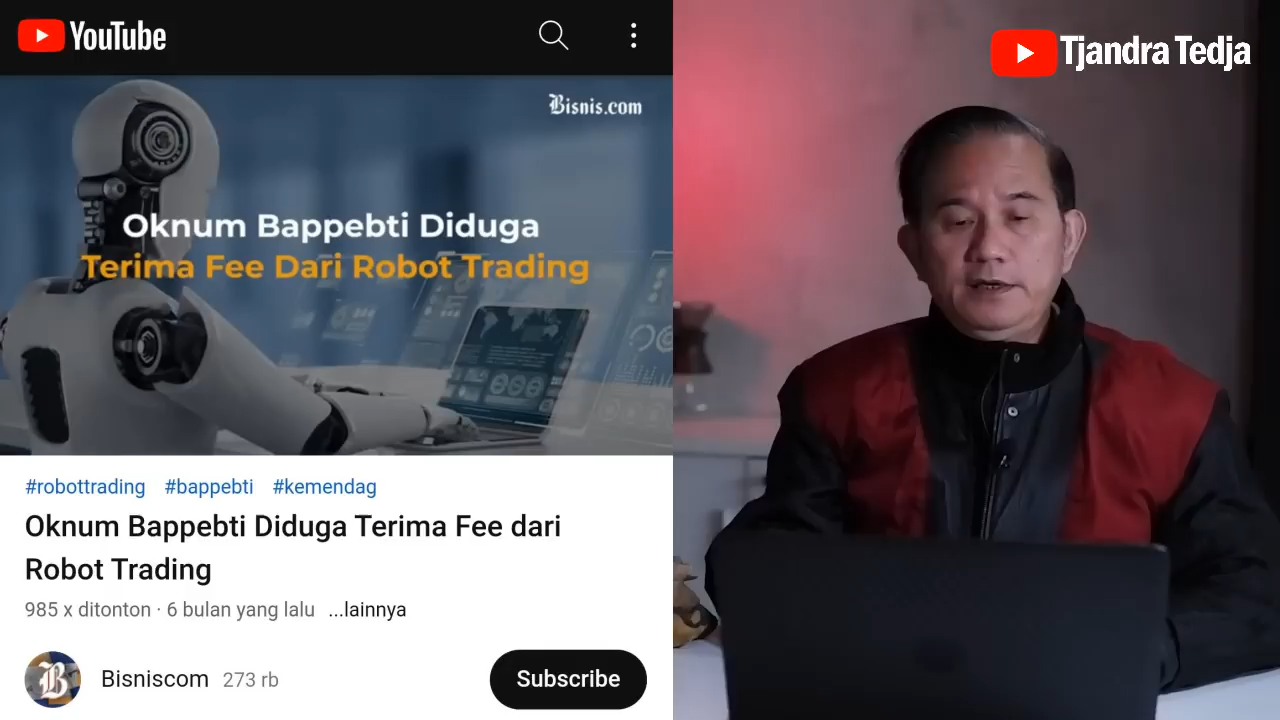 YouTube
Bisnis.com
Oknum Bappebti Diduga
Terima Fee Dari Robot Trading
#robottrading #bappebti #kemendag
Oknum Bappebti Diduga Terima Fee dari
Robot Trading
985 x ditonton · 6 bulan yang lalu ...lainnya
Bisniscom 273 rb
Subscribe
Tjandra Tedja